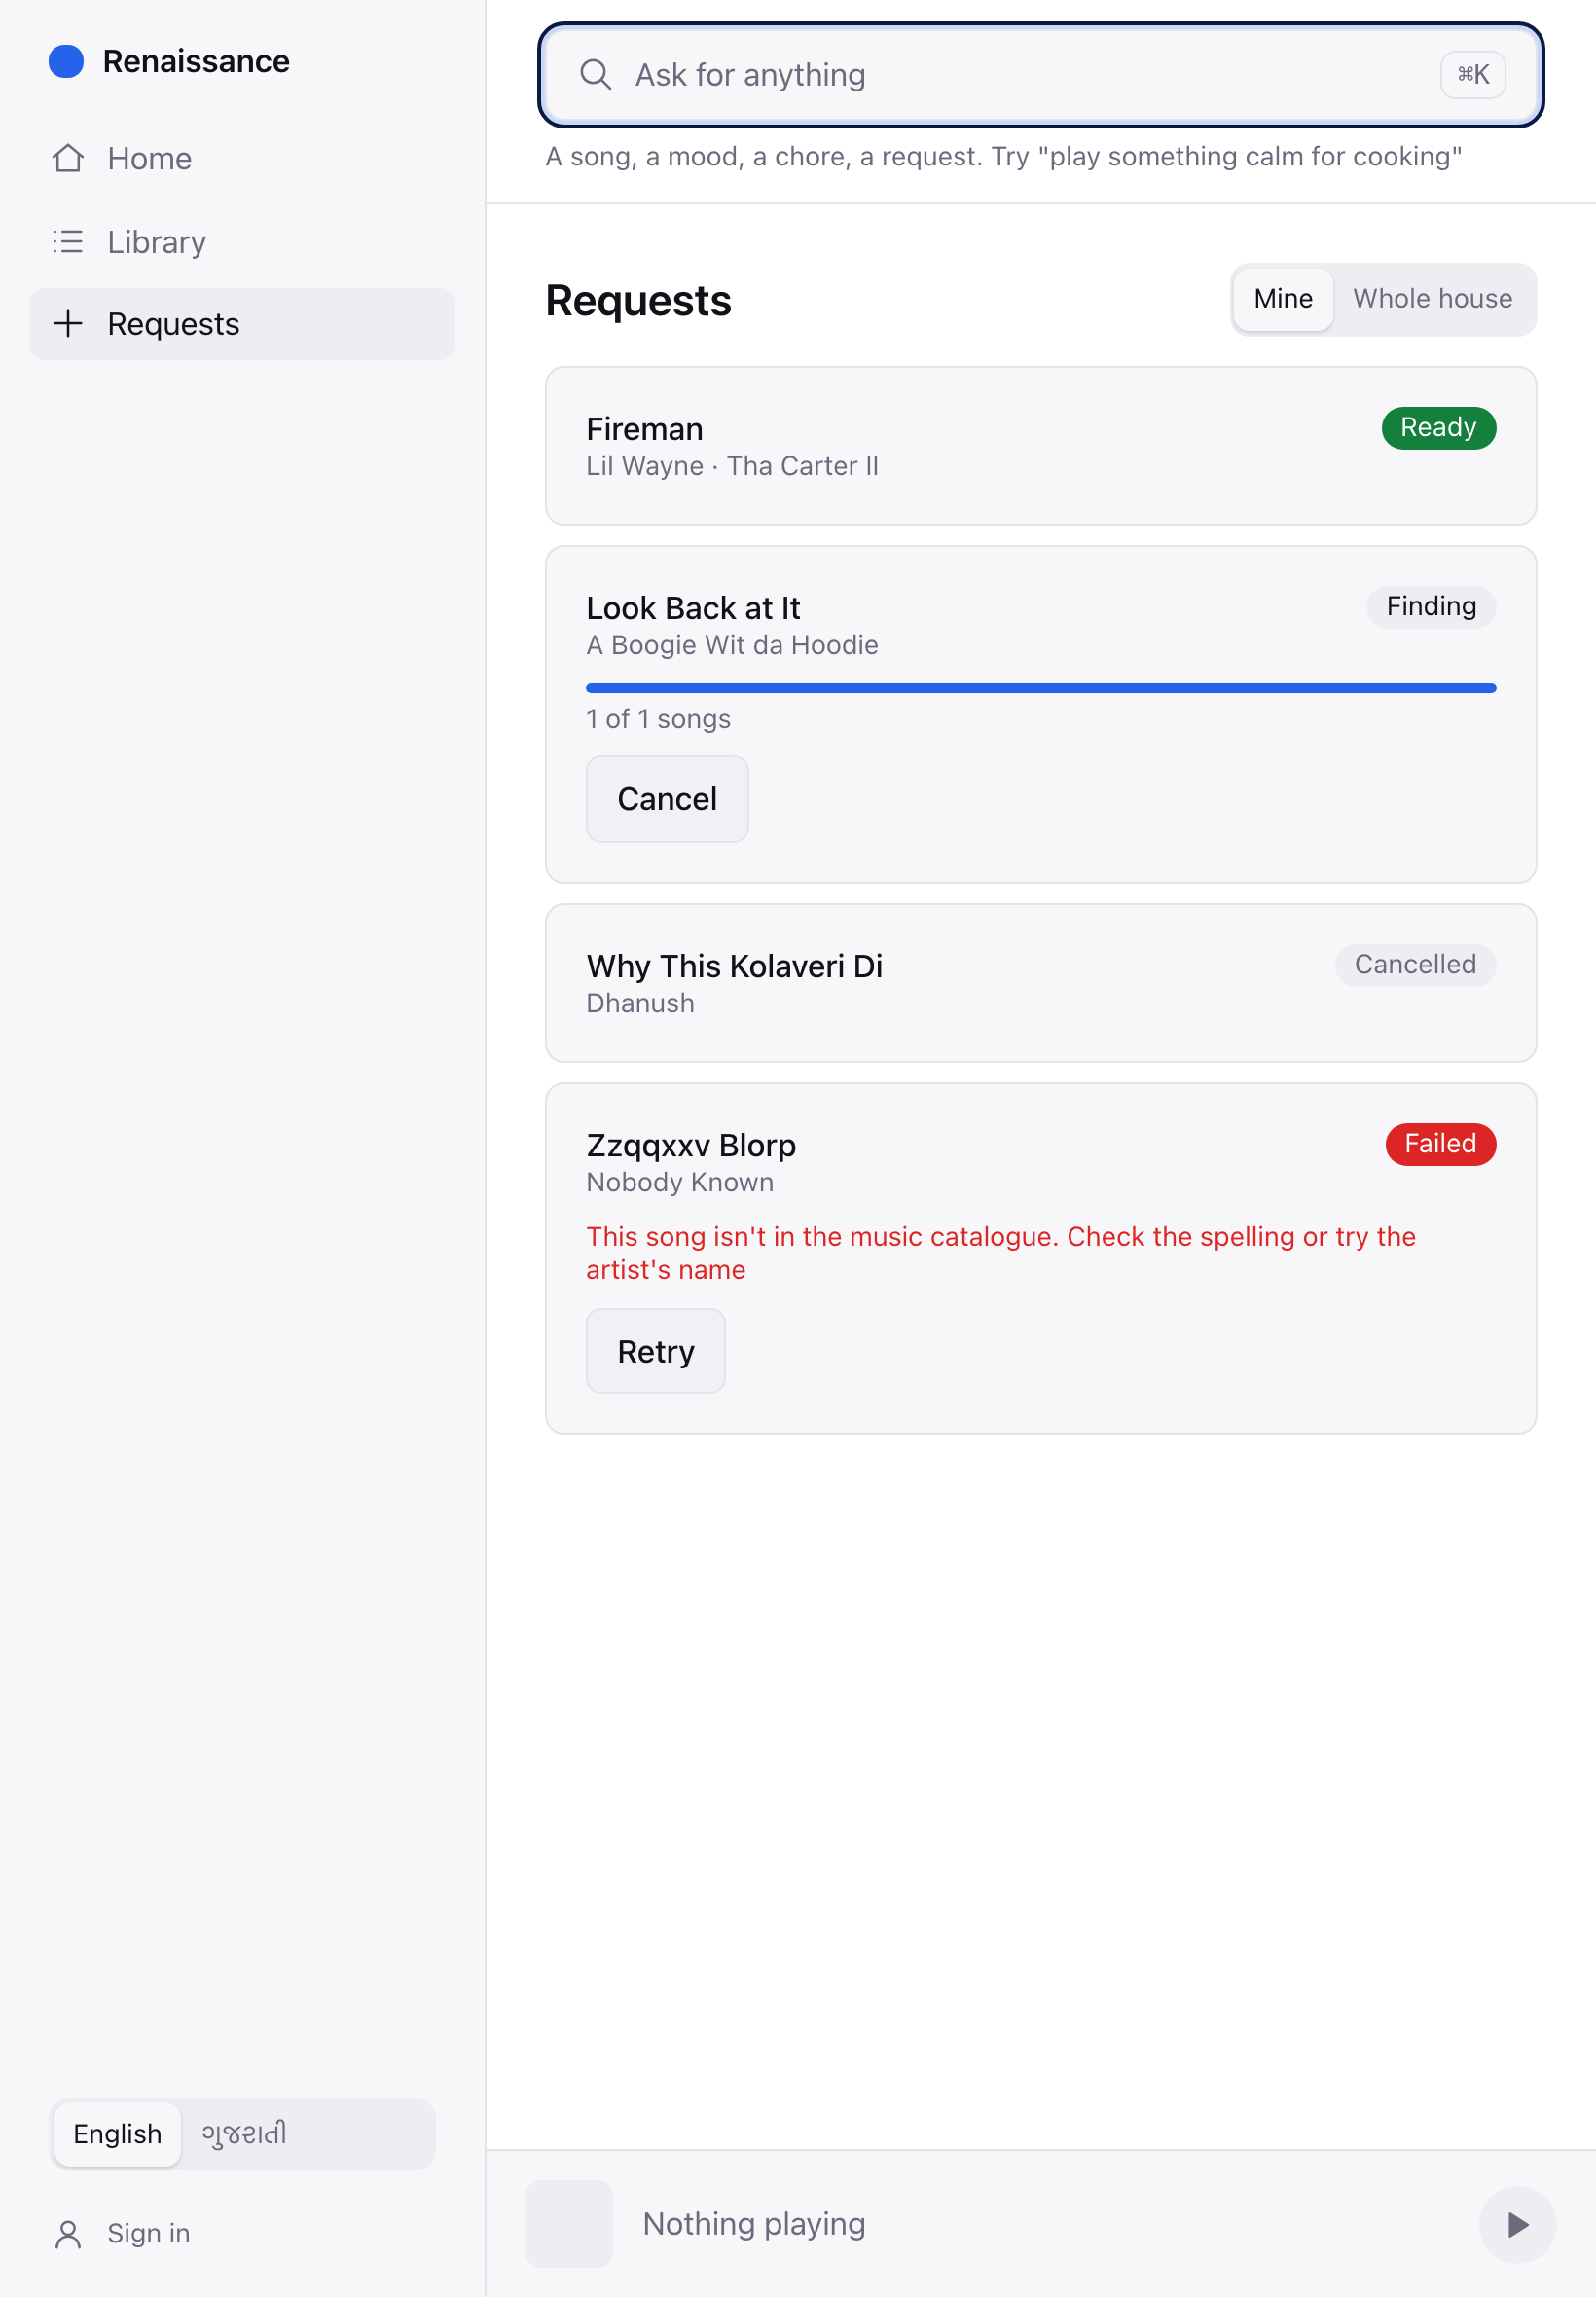 Renaissance
Home
Library
Requests
English
ગુજરાતી
Sign in
Ask for anything
⌘K
A song, a mood, a chore, a request. Try "play something calm for cooking"
Requests
Mine
Whole house
Fireman
Ready
Lil Wayne · Tha Carter II
Look Back at It
Finding
A Boogie Wit da Hoodie
1 of 1 songs
Cancel
Why This Kolaveri Di
Cancelled
Dhanush
Zzqqxxv Blorp
Failed
Nobody Known
This song isn't in the music catalogue. Check the spelling or try the
artist's name
Retry
Nothing playing